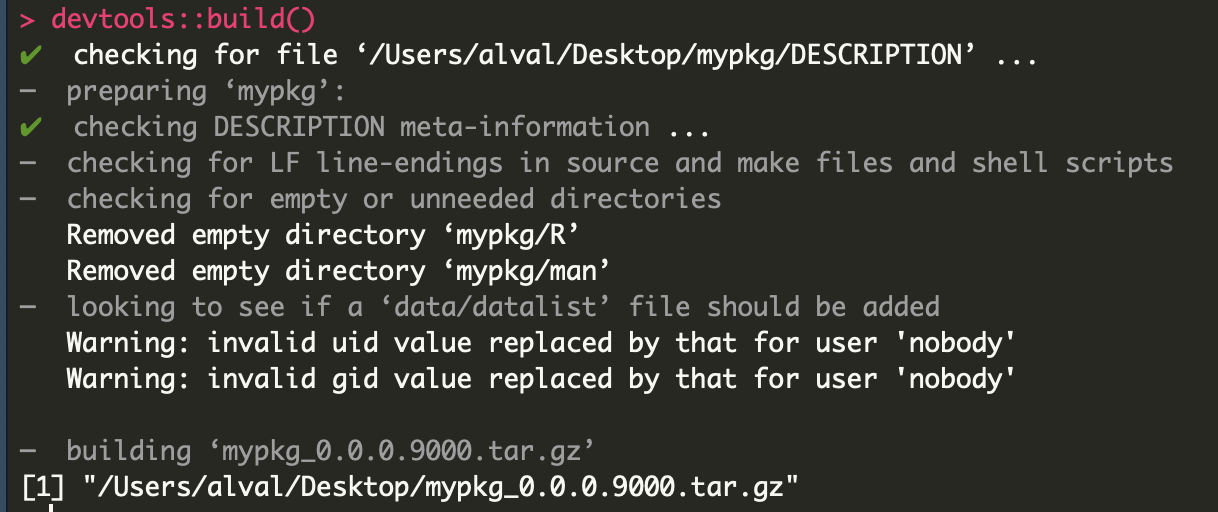 > devtools::build()
✔ checking for file ‘/Users/alval/Desktop/mypkg/DESCRIPTION’ ...
─ preparing ‘mypkg’:
✔ checking DESCRIPTION meta-information ...
─ checking for LF line-endings in source and make files and shell scripts
─ checking for empty or unneeded directories
Removed empty directory ‘mypkg/R’
Removed empty directory ‘mypkg/man’
─ looking to see if a ‘data/datalist’ file should be added
Warning: invalid uid value replaced by that for user 'nobody'
Warning: invalid gid value replaced by that for user 'nobody'
─ building ‘mypkg_0.0.0.9000.tar.gz’
[1] "/Users/alval/Desktop/mypkg_0.0.0.9000.tar.gz"